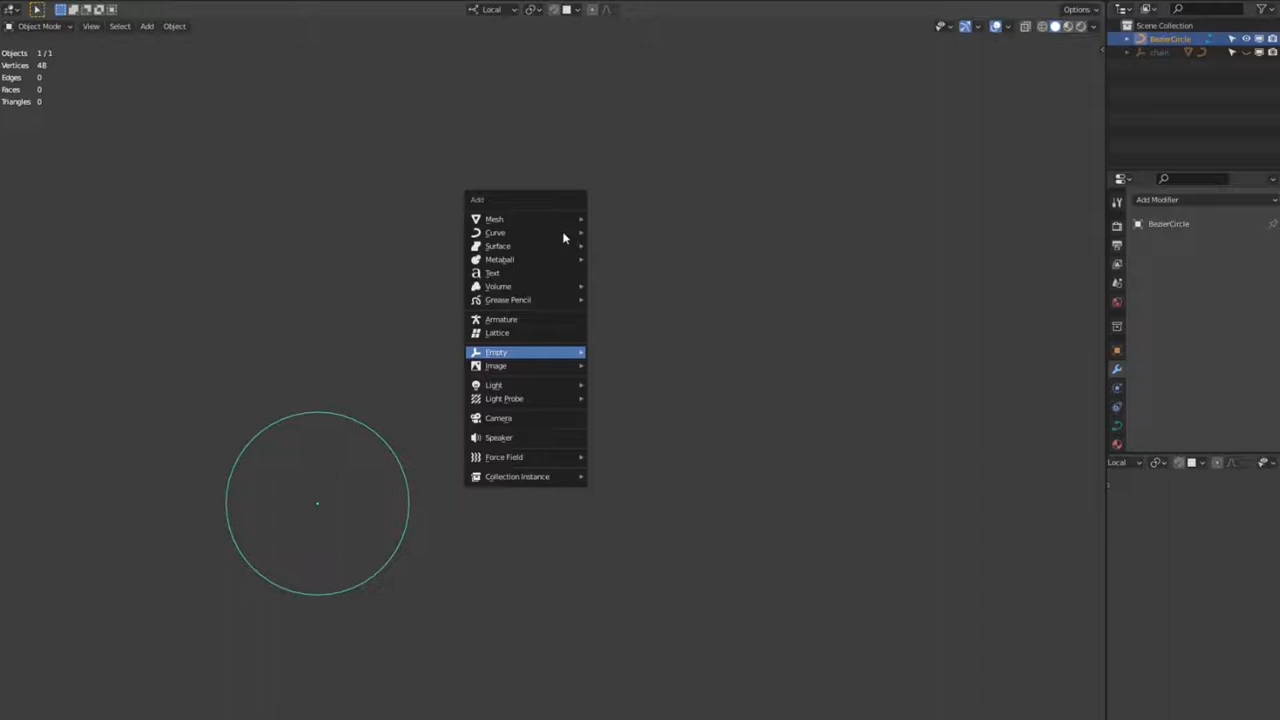 Local
Options
Object Mode View Select Add Object
Objects 1 / 1
Vertices 48
Edges 0
Faces 0
Triangles 0
Add
Mesh
Curve
Surface
Metaball
Text
Volume
Grease Pencil
Armature
Lattice
Empty
Image
Light
Light Probe
Camera
Speaker
Force Field
Collection Instance
Scene Collection
BezierCircle
chain
Add Modifier
BezierCircle
Local